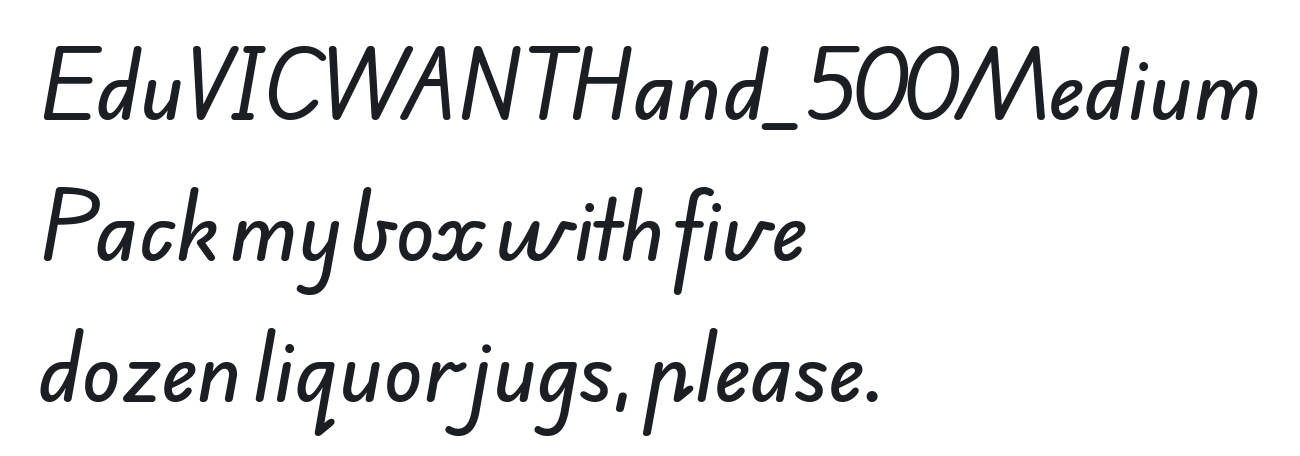 EduVICWANTHand_500Medium
Pack my box with five
dozen liquor jugs, please.